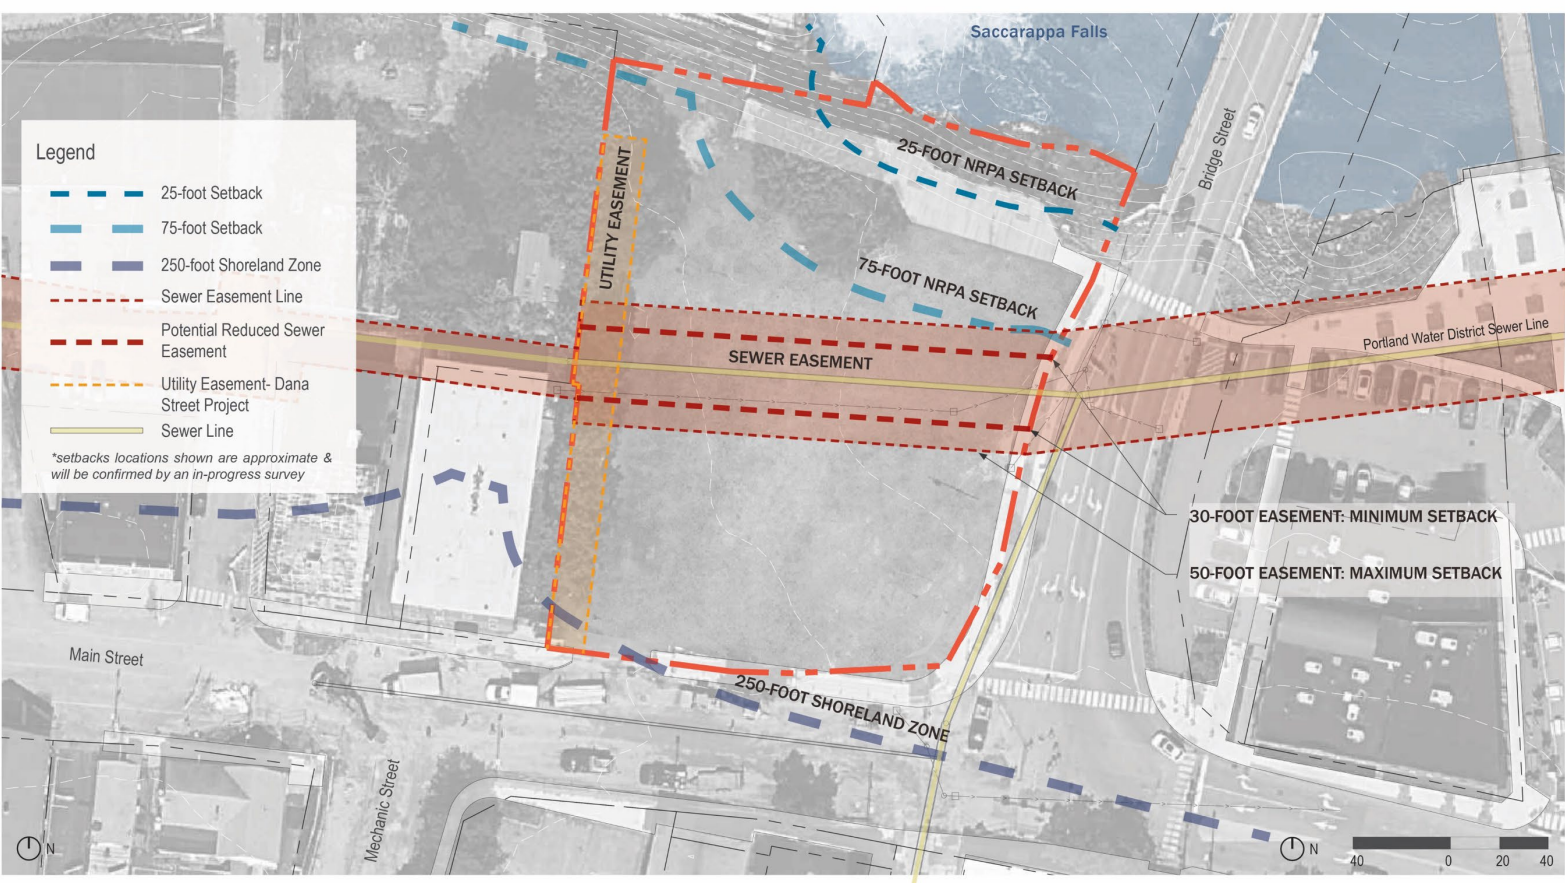 Saccarappa Falls
Bridge Street
25-FOOT NRPA SETBACK
Legend
25-foot Setback
75-foot Setback
250-foot Shoreland Zone
Sewer Easement Line
Potential Reduced Sewer
Easement
Utility Easement- Dana
Street Project
Sewer Line
*setbacks locations shown are approximate &
will be confirmed by an in-progress survey
UTILITY EASEMENT
75-FOOT NRPA SETBACK
SEWER EASEMENT
Portland Water District Sewer Line
30-FOOT EASEMENT: MINIMUM SETBACK
50-FOOT EASEMENT: MAXIMUM SETBACK
Main Street
250-FOOT SHORELAND ZONE
Mechanic Street
N
N
40 0 20 40